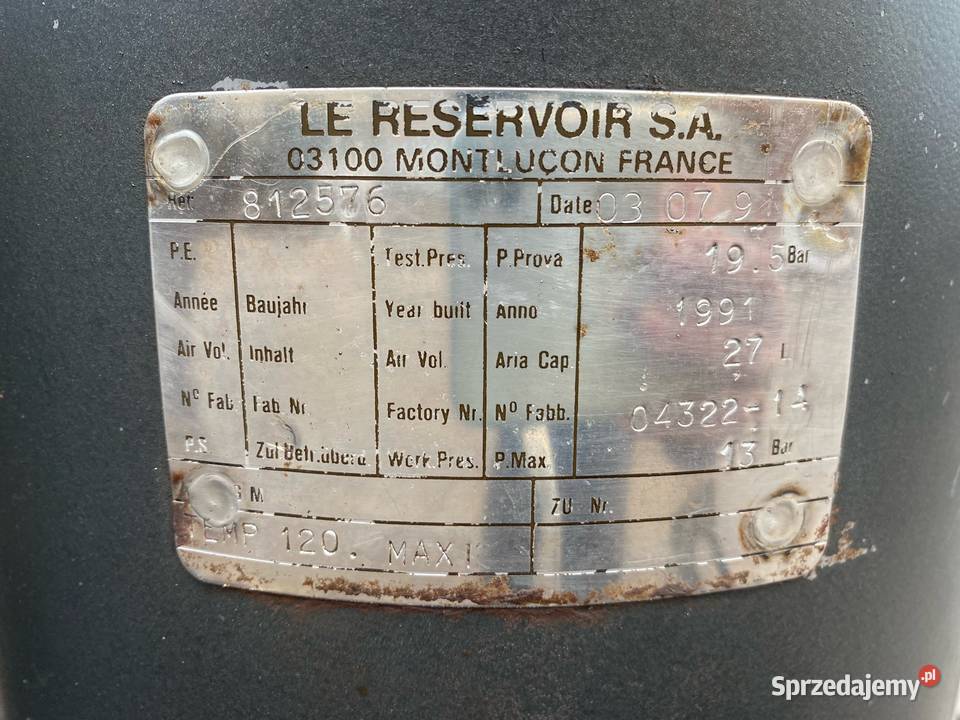 LE RESERVOIR S.A.
03100 MONTLUÇON FRANCE
Ref: 812576 Date: 03 07 91
P.E. Test.Pres. P.Prova 19.5 Bar
Année Baujahr Year built Anno 1991
Air Vol. Inhalt Air Vol. Aria Cap. 27 L
N° Fab. Fab Nr. Factory Nr. N° Fabb. 04322-14
P.S. Zul Betr.überd Work.Pres. P.Max. 13 Bar
M ZU Nr.
TEMP 120. MAXI
Sprzedajemy.pl